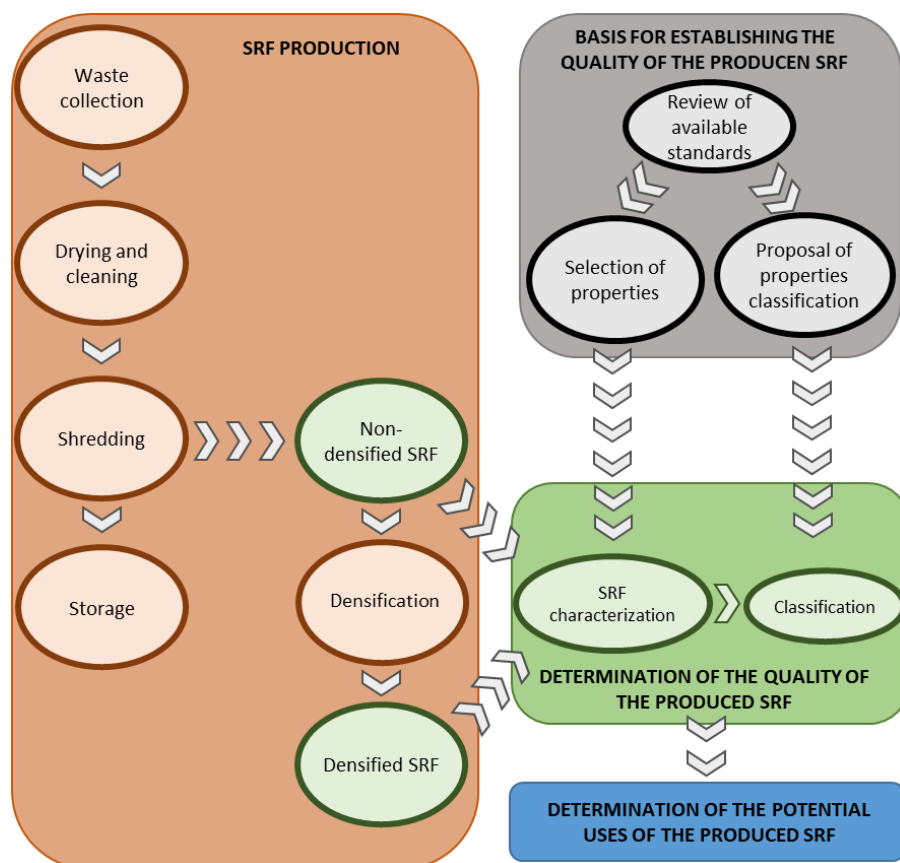 SRF PRODUCTION
Waste
collection
Drying and
cleaning
Shredding
Storage
Non-
densified SRF
Densification
Densified SRF
BASIS FOR ESTABLISHING THE
QUALITY OF THE PRODUCEN SRF
Review of
available
standards
Selection of
properties
Proposal of
properties
classification
SRF
characterization
Classification
DETERMINATION OF THE QUALITY OF
THE PRODUCED SRF
DETERMINATION OF THE POTENTIAL
USES OF THE PRODUCED SRF